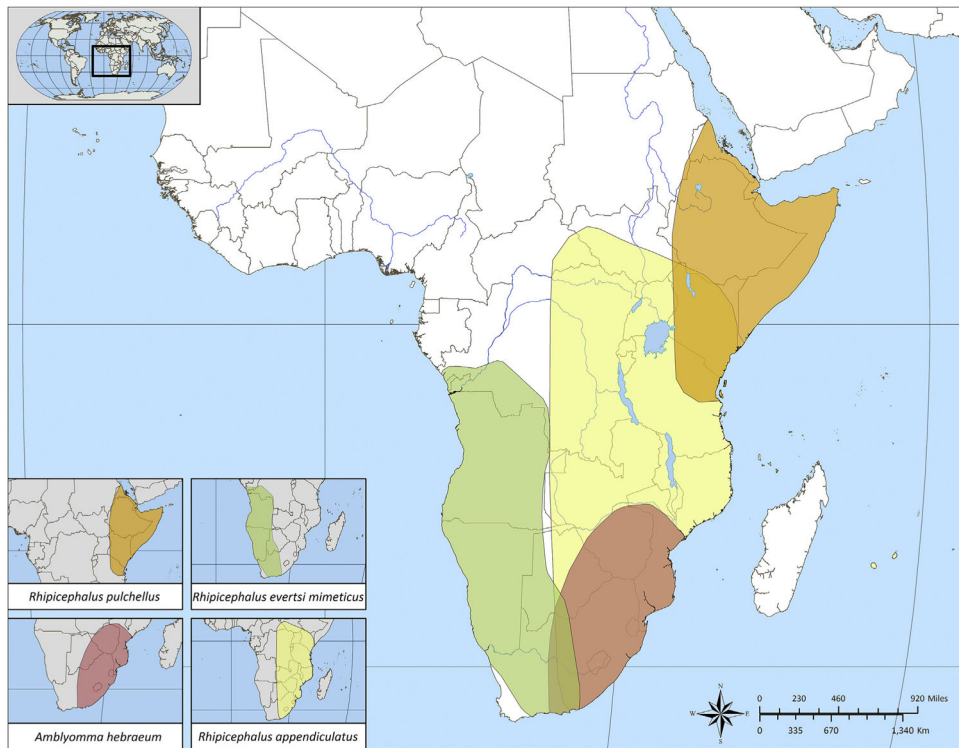 Rhipicephalus pulchellus
Rhipicephalus evertsi mimeticus
Amblyomma hebraeum
Rhipicephalus appendiculatus
N
W E
S
0 230 460 920 Miles
0 335 670 1,340 Km